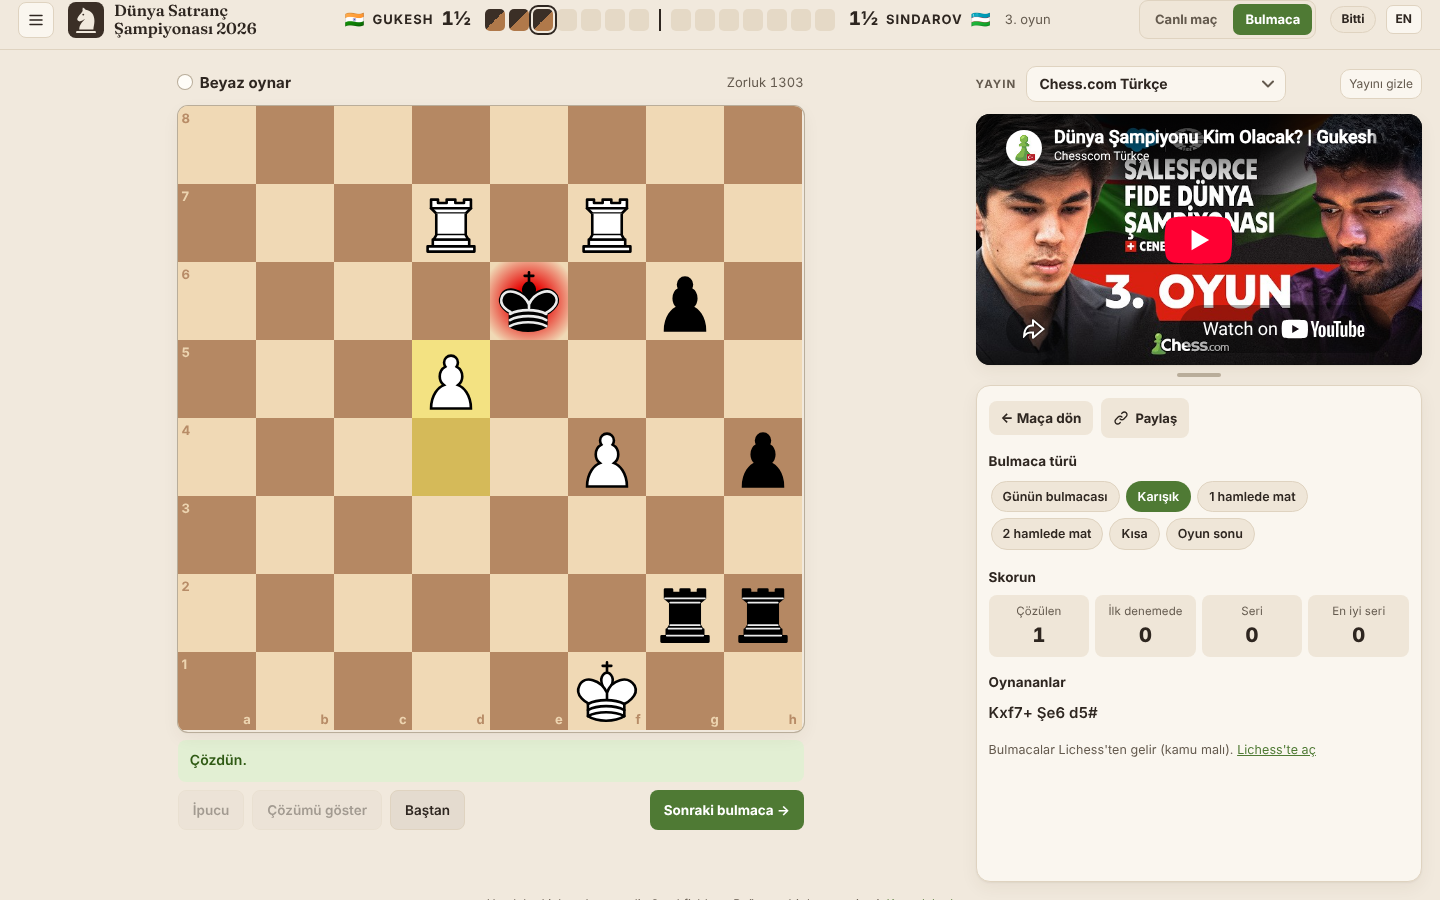 Dünya Satranç
Şampiyonası 2026
GUKESH 1½
1½ SINDAROV
3. oyun
Canlı maç
Bulmaca
Bitti
EN
Beyaz oynar
Zorluk 1303
8
7
6
5
4
3
2
1
a b c d e f g h
Çözdün.
İpucu
Çözümü göster
Baştan
Sonraki bulmaca →
YAYIN
Chess.com Türkçe
Yayını gizle
Dünya Şampiyonu Kim Olacak? | Gukesh
Chesscom Türkçe
SALESFORCE
FIDE DÜNYA
3. OYUN
Watch on YouTube
Chess.com
← Maça dön
Paylaş
Bulmaca türü
Günün bulmacası
Karışık
1 hamlede mat
2 hamlede mat
Kısa
Oyun sonu
Skorun
Çözülen
1
İlk denemede
0
Seri
0
En iyi seri
0
Oynananlar
Kxf7+ Şe6 d5#
Bulmacalar Lichess'ten gelir (kamu malı). Lichess'te aç